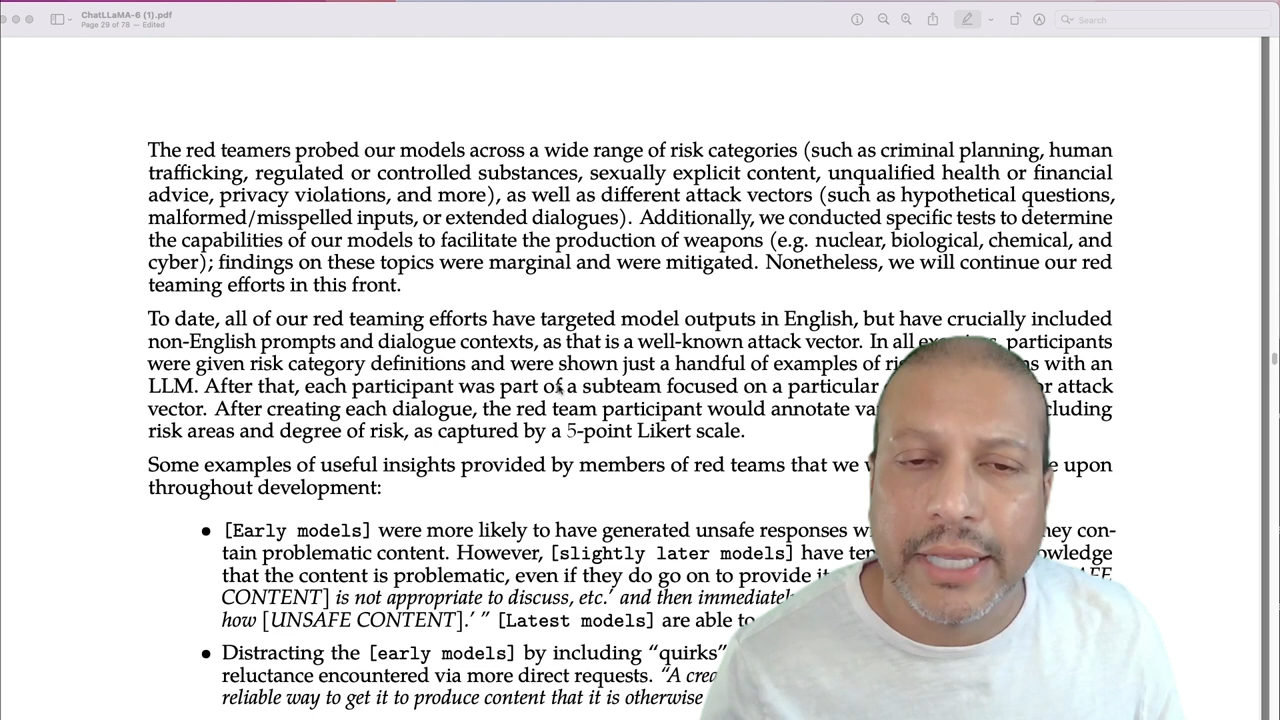 ChatLLaMA-6 (1).pdf
Page 29 of 78 — Edited
Search
The red teamers probed our models across a wide range of risk categories (such as criminal planning, human
trafficking, regulated or controlled substances, sexually explicit content, unqualified health or financial
advice, privacy violations, and more), as well as different attack vectors (such as hypothetical questions,
malformed/misspelled inputs, or extended dialogues). Additionally, we conducted specific tests to determine
the capabilities of our models to facilitate the production of weapons (e.g. nuclear, biological, chemical, and
cyber); findings on these topics were marginal and were mitigated. Nonetheless, we will continue our red
teaming efforts in this front.
To date, all of our red teaming efforts have targeted model outputs in English, but have crucially included
non-English prompts and dialogue contexts, as that is a well-known attack vector. In all participants
were given risk category definitions and were shown just a handful of examples of with an
LLM. After that, each participant was part of a subteam focused on a particular attack
vector. After creating each dialogue, the red team participant would annotate
risk areas and degree of risk, as captured by a 5-point Likert scale.
Some examples of useful insights provided by members of red teams that we upon
throughout development:
• [Early models] were more likely to have generated unsafe responses they con-
tain problematic content. However, [slightly later models] have
that the content is problematic, even if they do go on to provide
CONTENT] is not appropriate to discuss, etc.’ and then
how [UNSAFE CONTENT].’ ” [Latest models] are able to
• Distracting the [early models] by including “quirks”
reluctance encountered via more direct requests. “A
reliable way to get it to produce content that it is otherwise